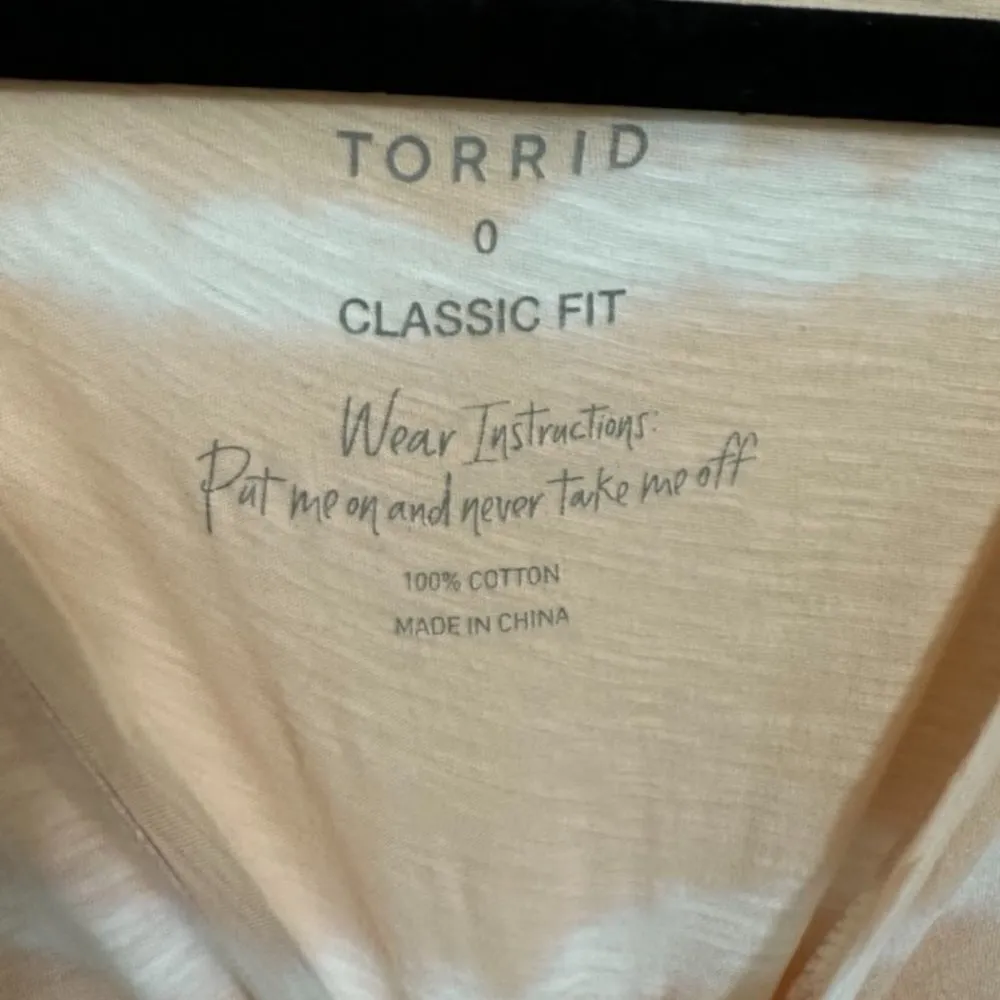 TORRID
0
CLASSIC FIT
Wear Instructions:
Put me on and never take me off
100% COTTON
MADE IN CHINA